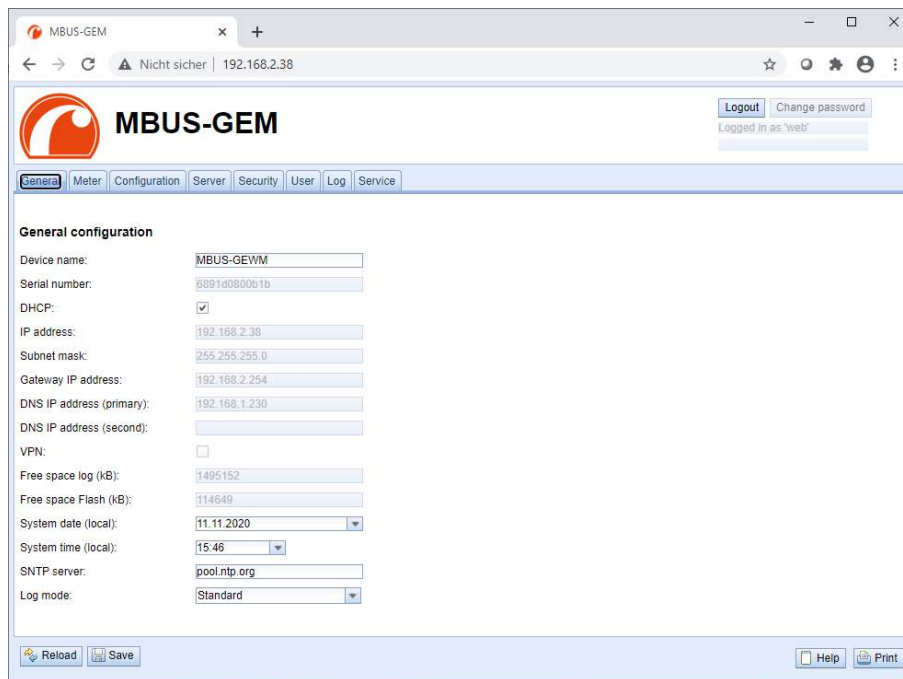 MBUS-GEM
Nicht sicher | 192.168.2.38
MBUS-GEM
Logout Change password
Logged in as 'web'
General Meter Configuration Server Security User Log Service
General configuration
Device name: MBUS-GEWM
Serial number: 6891d0800b1b
DHCP:
IP address: 192.168.2.38
Subnet mask: 255.255.255.0
Gateway IP address: 192.168.2.254
DNS IP address (primary): 192.168.1.230
DNS IP address (second):
VPN:
Free space log (kB): 1495152
Free space Flash (kB): 114649
System date (local): 11.11.2020
System time (local): 15:46
SNTP server: pool.ntp.org
Log mode: Standard
Reload Save Help Print